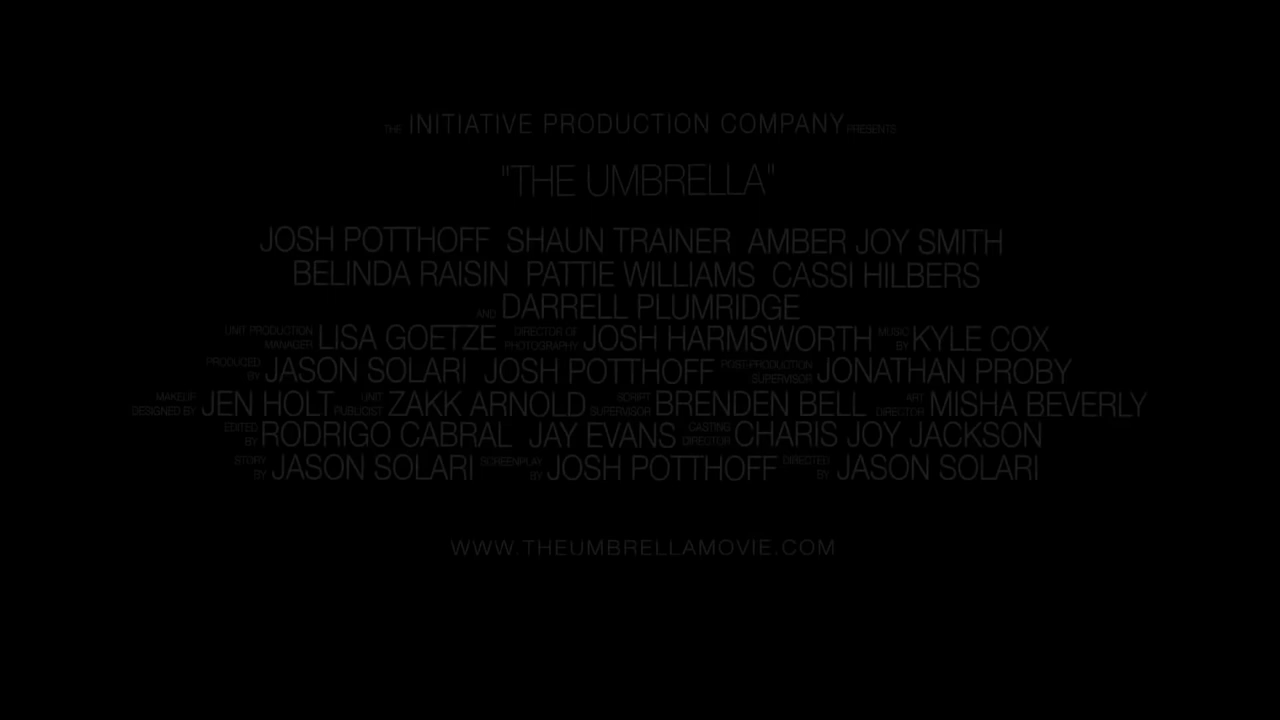 THE INITIATIVE PRODUCTION COMPANY PRESENTS
"THE UMBRELLA"
JOSH POTTHOFF SHAUN TRAINER AMBER JOY SMITH
BELINDA RAISIN PATTIE WILLIAMS CASSI HILBERS
AND DARRELL PLUMRIDGE
UNIT PRODUCTION MANAGER LISA GOETZE DIRECTOR OF PHOTOGRAPHY JOSH HARMSWORTH MUSIC BY KYLE COX
PRODUCED BY JASON SOLARI JOSH POTTHOFF POST-PRODUCTION SUPERVISOR JONATHAN PROBY
MAKEUP DESIGNED BY JEN HOLT UNIT PUBLICIST ZAKK ARNOLD SCRIPT SUPERVISOR BRENDEN BELL ART DIRECTOR MISHA BEVERLY
EDITED BY RODRIGO CABRAL JAY EVANS CASTING DIRECTOR CHARIS JOY JACKSON
STORY BY JASON SOLARI SCREENPLAY BY JOSH POTTHOFF DIRECTED BY JASON SOLARI
WWW.THEUMBRELLAMOVIE.COM